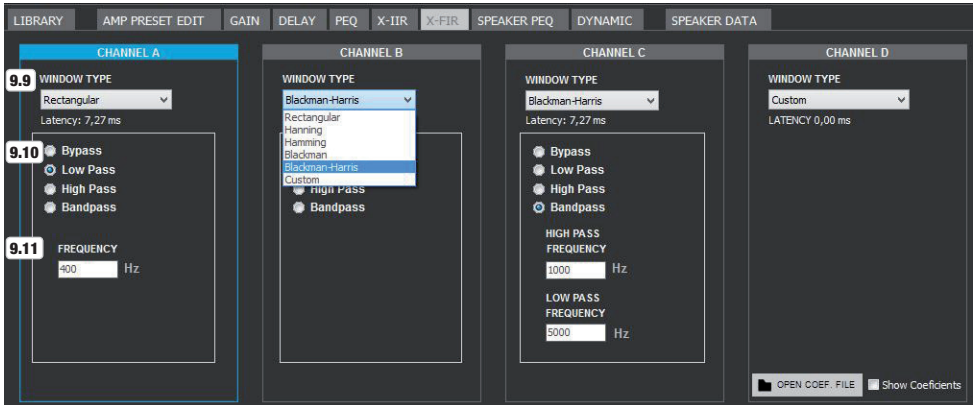 LIBRARY AMP PRESET EDIT GAIN DELAY PEQ X-IIR X-FIR SPEAKER PEQ DYNAMIC SPEAKER DATA
CHANNEL A
9.9 WINDOW TYPE
Rectangular
Latency: 7,27 ms
9.10 Bypass
Low Pass
High Pass
Bandpass
9.11 FREQUENCY
400 Hz
CHANNEL B
WINDOW TYPE
Blackman-Harris
Rectangular
Hanning
Hamming
Blackman
Blackman-Harris
Custom
High Pass
Bandpass
CHANNEL C
WINDOW TYPE
Blackman-Harris
Latency: 7,27 ms
Bypass
Low Pass
High Pass
Bandpass
HIGH PASS
FREQUENCY
1000 Hz
LOW PASS
FREQUENCY
5000 Hz
CHANNEL D
WINDOW TYPE
Custom
LATENCY 0,00 ms
OPEN COEF. FILE Show Coeficients